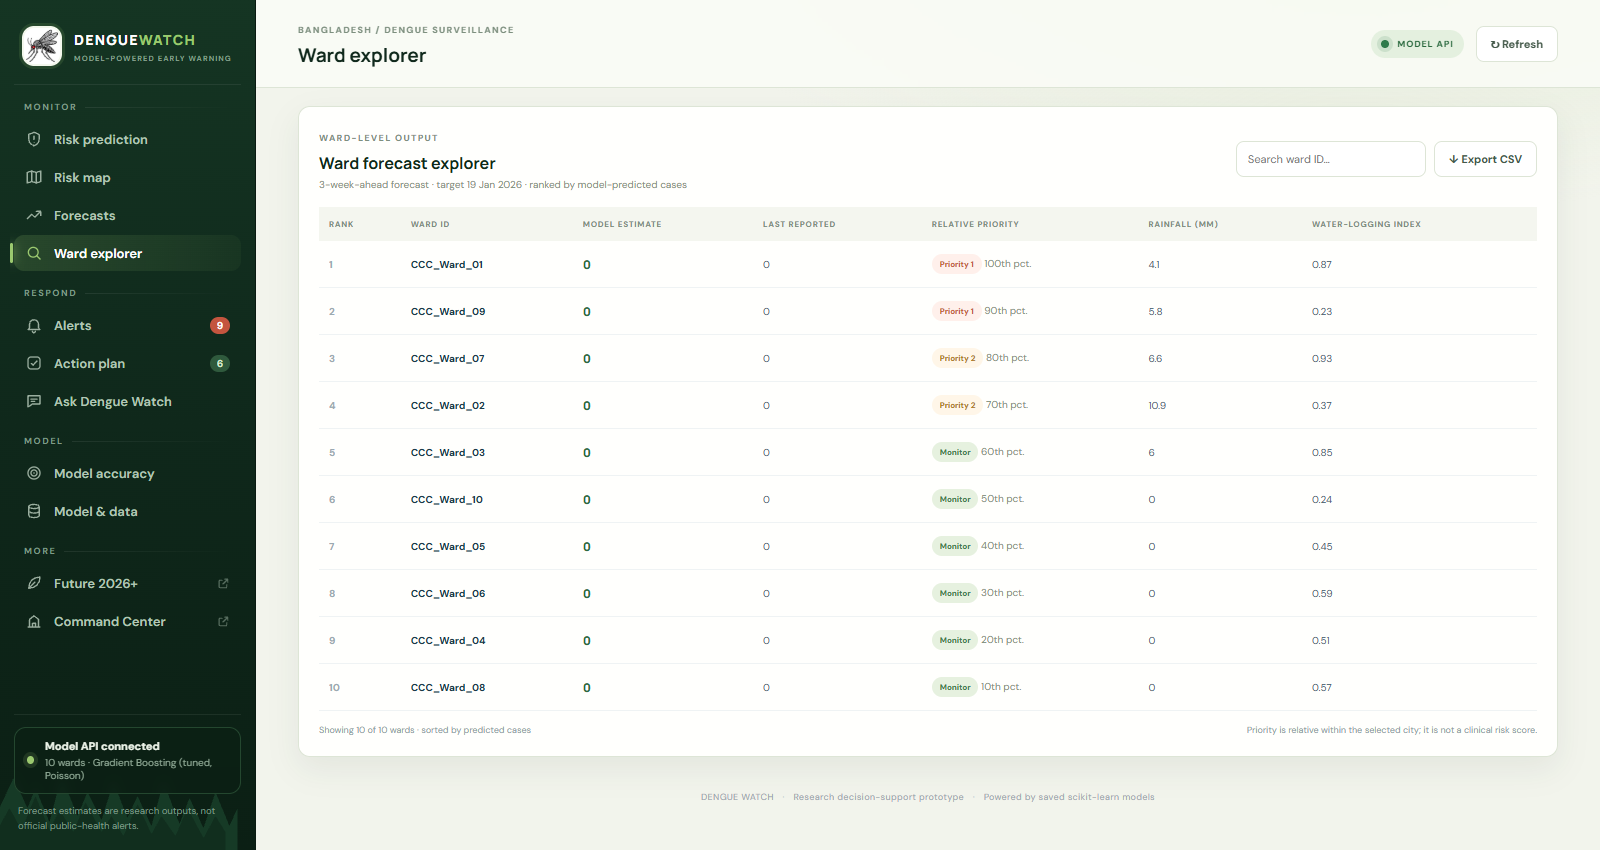 DENGUEWATCH
MODEL-POWERED EARLY WARNING
MONITOR
Risk prediction
Risk map
Forecasts
Ward explorer
RESPOND
Alerts 9
Action plan 6
Ask Dengue Watch
MODEL
Model accuracy
Model & data
MORE
Future 2026+
Command Center
Model API connected
10 wards · Gradient Boosting (tuned,
Poisson)
Forecast estimates are research outputs, not
official public-health alerts.
BANGLADESH / DENGUE SURVEILLANCE
Ward explorer
MODEL API
↻ Refresh
WARD-LEVEL OUTPUT
Ward forecast explorer
3-week-ahead forecast · target 19 Jan 2026 · ranked by model-predicted cases
Search ward ID...
↓ Export CSV
RANK WARD ID MODEL ESTIMATE LAST REPORTED RELATIVE PRIORITY RAINFALL (MM) WATER-LOGGING INDEX
1 CCC_Ward_01 0 0 Priority 1 100th pct. 4.1 0.87
2 CCC_Ward_09 0 0 Priority 1 90th pct. 5.8 0.23
3 CCC_Ward_07 0 0 Priority 2 80th pct. 6.6 0.93
4 CCC_Ward_02 0 0 Priority 2 70th pct. 10.9 0.37
5 CCC_Ward_03 0 0 Monitor 60th pct. 6 0.85
6 CCC_Ward_10 0 0 Monitor 50th pct. 0 0.24
7 CCC_Ward_05 0 0 Monitor 40th pct. 0 0.45
8 CCC_Ward_06 0 0 Monitor 30th pct. 0 0.59
9 CCC_Ward_04 0 0 Monitor 20th pct. 0 0.51
10 CCC_Ward_08 0 0 Monitor 10th pct. 0 0.57
Showing 10 of 10 wards · sorted by predicted cases
Priority is relative within the selected city; it is not a clinical risk score.
DENGUE WATCH · Research decision-support prototype · Powered by saved scikit-learn models